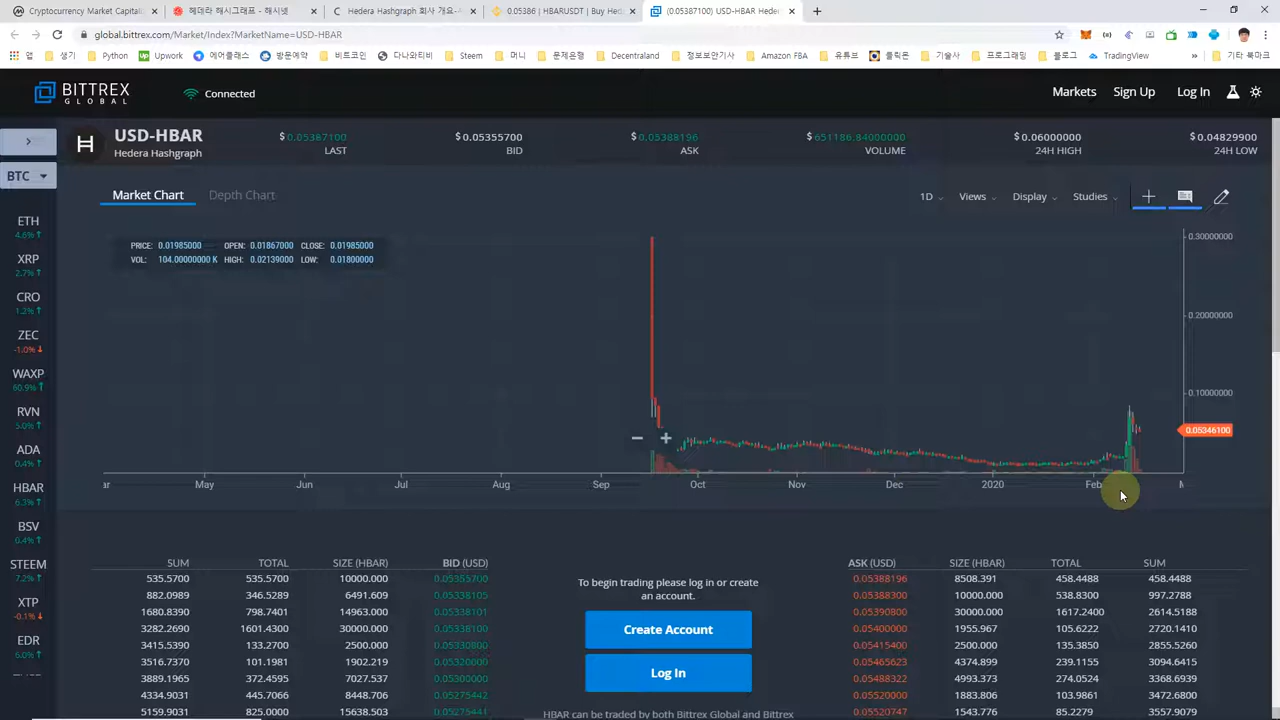 Cryptocurrency Market Capital
헤데라 해시그래프 - 해시넷
Hedera Hashgraph 회사 개요 -
0.05386 | HBARUSDT | Buy Hed
(0.05387100) USD-HBAR Heder
global.bittrex.com/Market/Index?MarketName=USD-HBAR
앱 생기 Python Upwork 에어클래스 방문계약 비트코인 다나와티비 Steem 머니 문제은행 Decentraland 정보보안기사 Amazon FBA 유튜브 클릭몬 기술사 프로그래밍 블로그 TradingView » 기타 북마크
BITTREX
GLOBAL
Connected
Markets Sign Up Log In
USD-HBAR
Hedera Hashgraph
$ 0.05387100
LAST
$ 0.05355700
BID
$ 0.05388196
ASK
$ 651186.84000000
VOLUME
$ 0.06000000
24H HIGH
$ 0.04829900
24H LOW
BTC
ETH
4.6%↑
XRP
2.7%↑
CRO
1.2%↑
ZEC
-1.0%↓
WAXP
60.9%↑
RVN
5.0%↑
ADA
0.4%↑
HBAR
6.3%↑
BSV
0.4%↑
STEEM
7.2%↑
XTP
-0.1%↓
EDR
6.0%↑
Market Chart Depth Chart
1D Views Display Studies
PRICE: 0.01985000 OPEN: 0.01867000 CLOSE: 0.01985000
VOL: 104.00000000 K HIGH: 0.02139000 LOW: 0.01800000
0.30000000
0.20000000
0.10000000
0.05346100
ar May Jun Jul Aug Sep Oct Nov Dec 2020 Feb M
SUM TOTAL SIZE (HBAR) BID (USD)
535.5700 535.5700 10000.000 0.05355700
882.0989 346.5289 6491.609 0.05338105
1680.8390 798.7401 14963.000 0.05338101
3282.2690 1601.4300 30000.000 0.05338100
3415.5390 133.2700 2500.000 0.05330800
3516.7370 101.1981 1902.219 0.05320000
3889.1965 372.4595 7027.537 0.05300000
4334.9031 445.7066 8448.706 0.05275442
5159.9031 825.0000 15638.503 0.05275441
To begin trading please log in or create
an account.
Create Account
Log In
HBAR can be traded by both Bittrex Global and Bittrex
ASK (USD) SIZE (HBAR) TOTAL SUM
0.05388196 8508.391 458.4488 458.4488
0.05388300 10000.000 538.8300 997.2788
0.05390800 30000.000 1617.2400 2614.5188
0.05400000 1955.967 105.6222 2720.1410
0.05415400 2500.000 135.3850 2855.5260
0.05465623 4374.899 239.1155 3094.6415
0.05488322 4993.373 274.0524 3368.6939
0.05520000 1883.806 103.9861 3472.6800
0.05520747 1543.776 85.2279 3557.9079